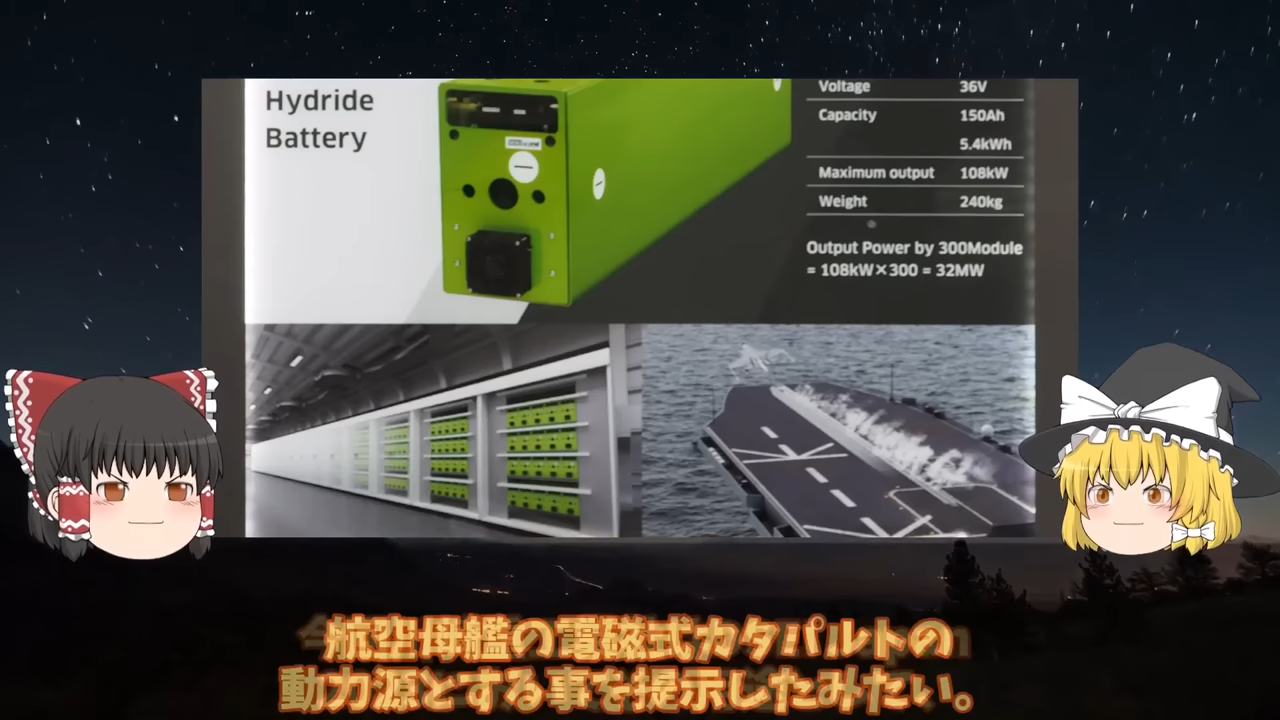 Hydride
Battery
Voltage 36V
Capacity 150Ah
5.4kWh
Maximum output 108kW
Weight 240kg
Output Power by 300Module
= 108kW×300 = 32MW
航空母艦の電磁式カタパルトの
動力源とする事を提示したみたい。